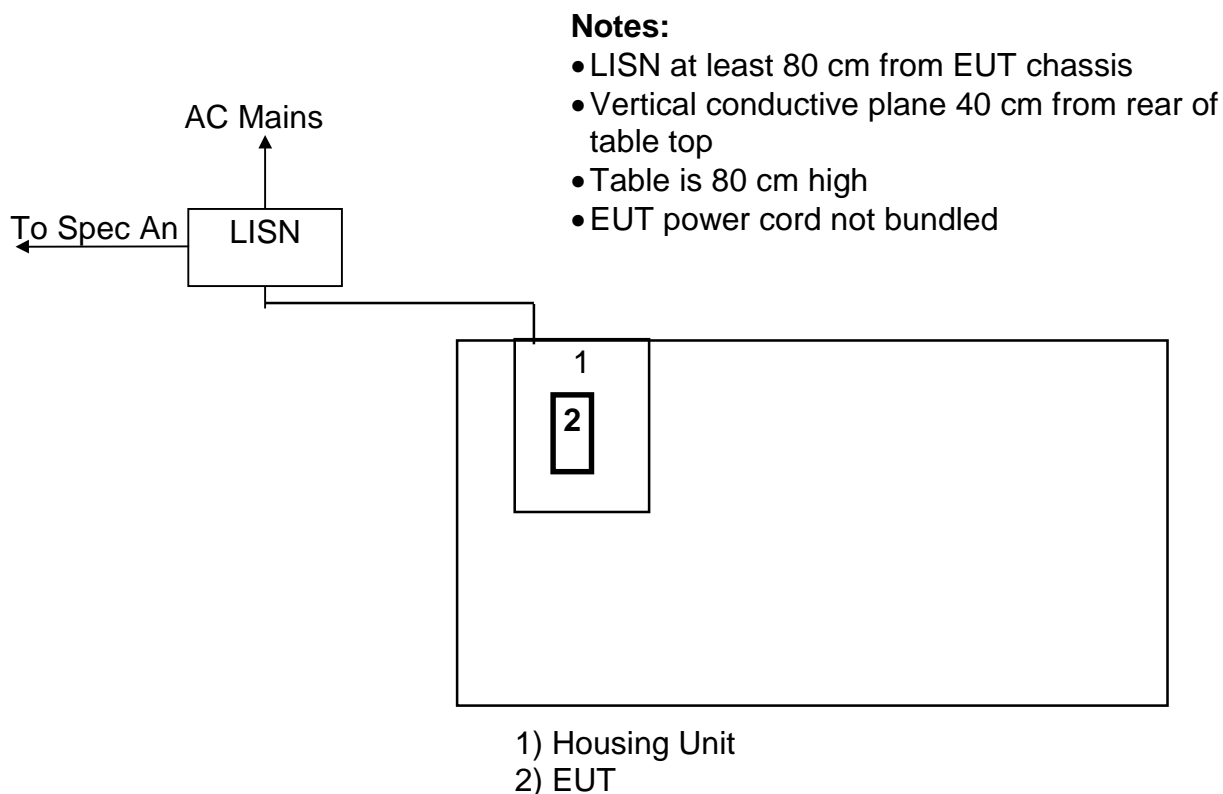 Notes:
•LISN at least 80 cm from EUT chassis
•Vertical conductive plane 40 cm from rear of
table top
•Table is 80 cm high
•EUT power cord not bundled
AC Mains
To Spec An
LISN
1
2
1) Housing Unit
2) EUT